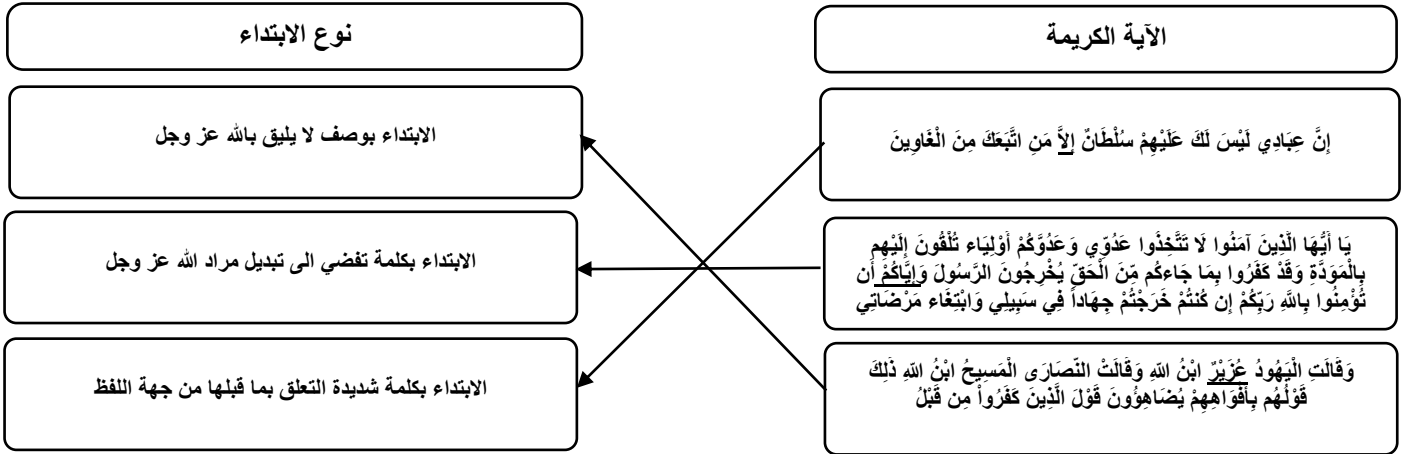 الآية الكريمة
نوع الابتداء
إِنَّ عِبَادِي لَيْسَ لَكَ عَلَيْهِمْ سُلْطَانٌ إِلاَّ مَنِ اتَّبَعَكَ مِنَ الْغَاوِينَ
الابتداء بوصف لا يليق بالله عز وجل
يَا أَيُّهَا الَّذِينَ آمَنُوا لَا تَتَّخِذُوا عَدُوِّي وَعَدُوَّكُمْ أَوْلِيَاء تُلْقُونَ إِلَيْهِم
بِالْمَوَدَّةِ وَقَدْ كَفَرُوا بِمَا جَاءكُم مِّنَ الْحَقِّ يُخْرِجُونَ الرَّسُولَ وَإِيَّاكُمْ أَن
تُؤْمِنُوا بِاللَّهِ رَبِّكُمْ إِن كُنتُمْ خَرَجْتُمْ جِهَاداً فِي سَبِيلِي وَابْتِغَاء مَرْضَاتِي
الابتداء بكلمة تفضي الى تبديل مراد الله عز وجل
وَقَالَتِ الْيَهُودُ عُزَيْرٌ ابْنُ اللّهِ وَقَالَتْ النَّصَارَى الْمَسِيحُ ابْنُ اللّهِ ذَلِكَ
قَوْلُهُم بِأَفْوَاهِهِمْ يُضَاهِؤُونَ قَوْلَ الَّذِينَ كَفَرُواْ مِن قَبْلُ
الابتداء بكلمة شديدة التعلق بما قبلها من جهة اللفظ